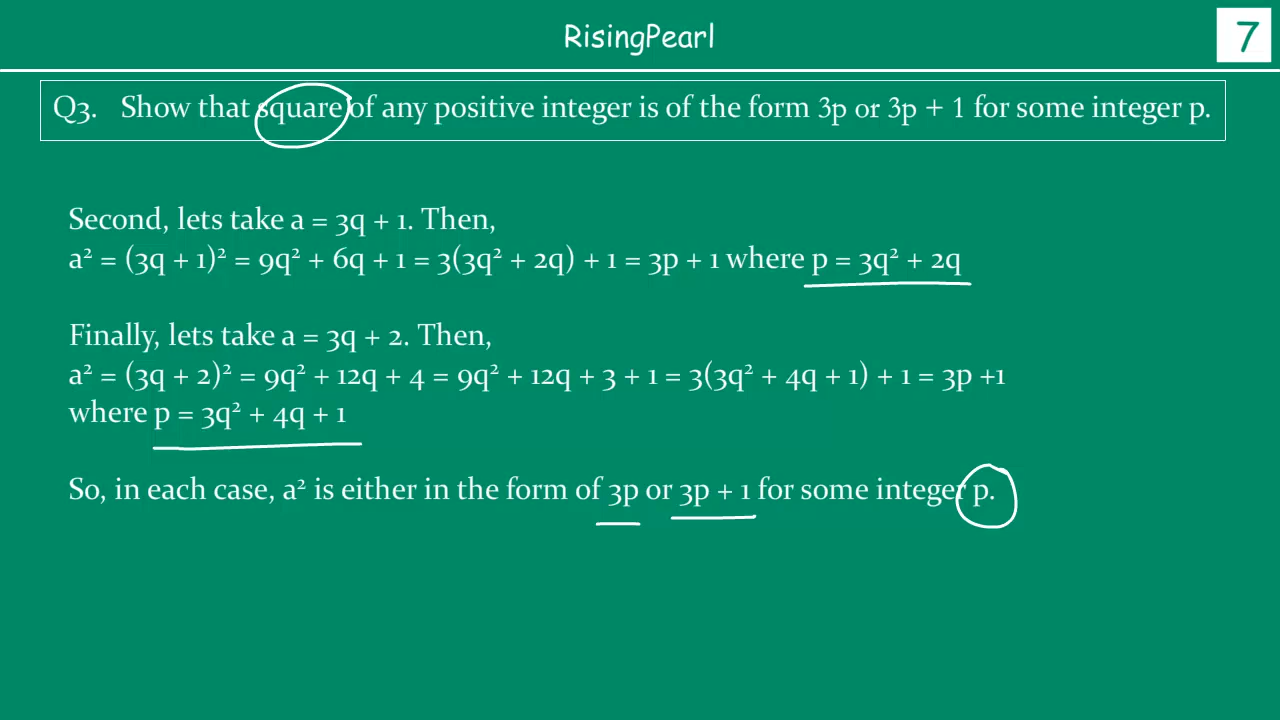 RisingPearl
7
Q3. Show that square of any positive integer is of the form 3p or 3p + 1 for some integer p.
Second, lets take a = 3q + 1. Then,
a² = (3q + 1)² = 9q² + 6q + 1 = 3(3q² + 2q) + 1 = 3p + 1 where p = 3q² + 2q
Finally, lets take a = 3q + 2. Then,
a² = (3q + 2)² = 9q² + 12q + 4 = 9q² + 12q + 3 + 1 = 3(3q² + 4q + 1) + 1 = 3p +1
where p = 3q² + 4q + 1
So, in each case, a² is either in the form of 3p or 3p + 1 for some integer p.